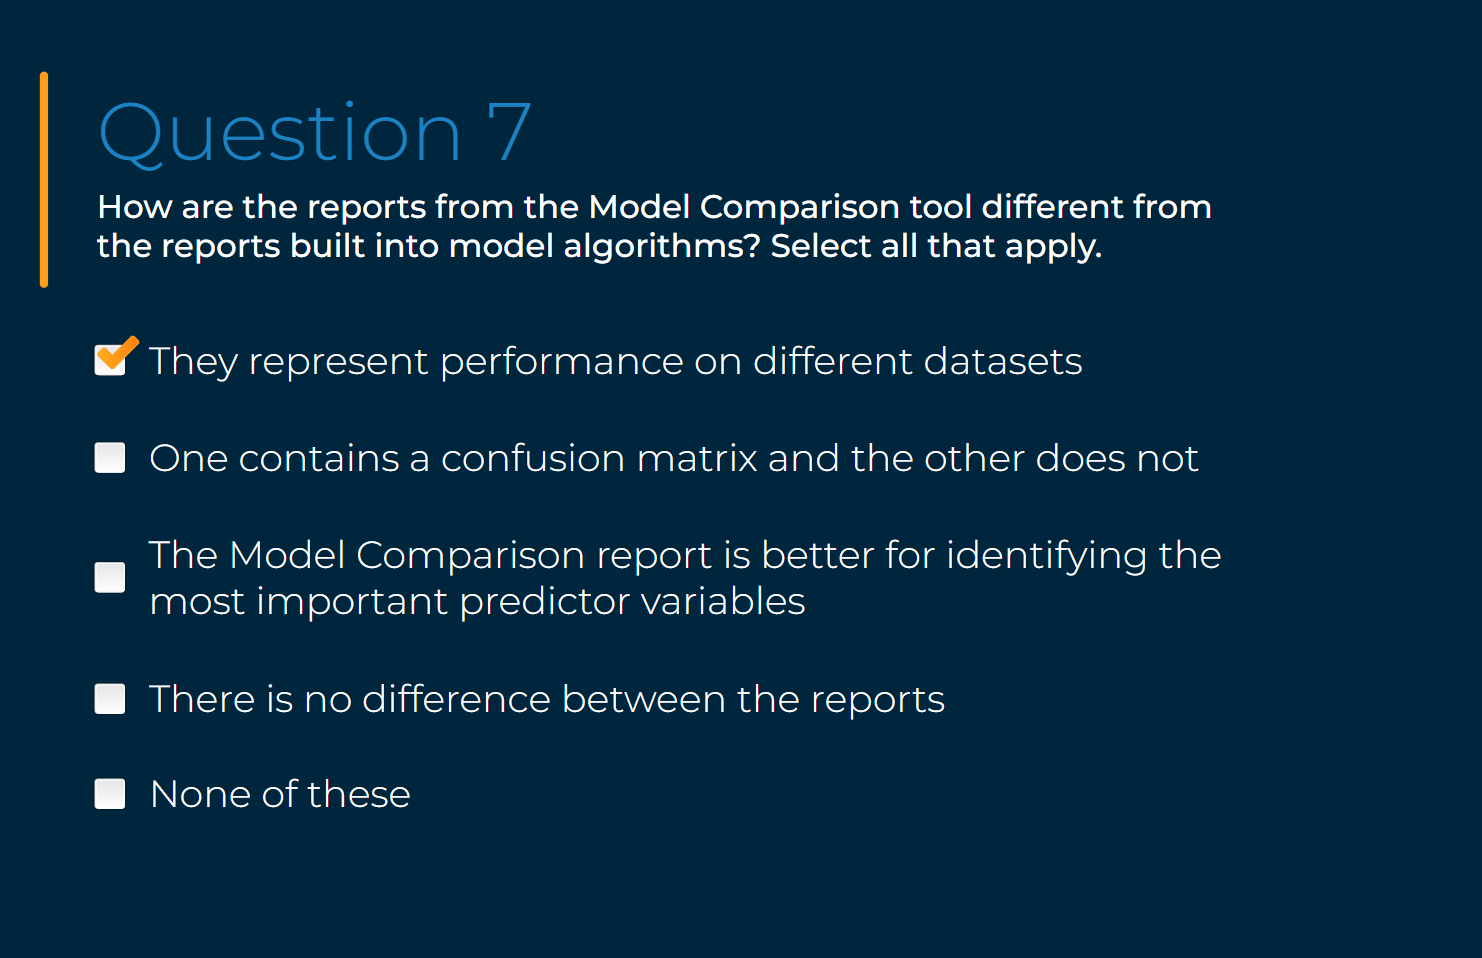 Question 7
How are the reports from the Model Comparison tool different from
the reports built into model algorithms? Select all that apply.
They represent performance on different datasets
One contains a confusion matrix and the other does not
The Model Comparison report is better for identifying the
most important predictor variables
There is no difference between the reports
None of these